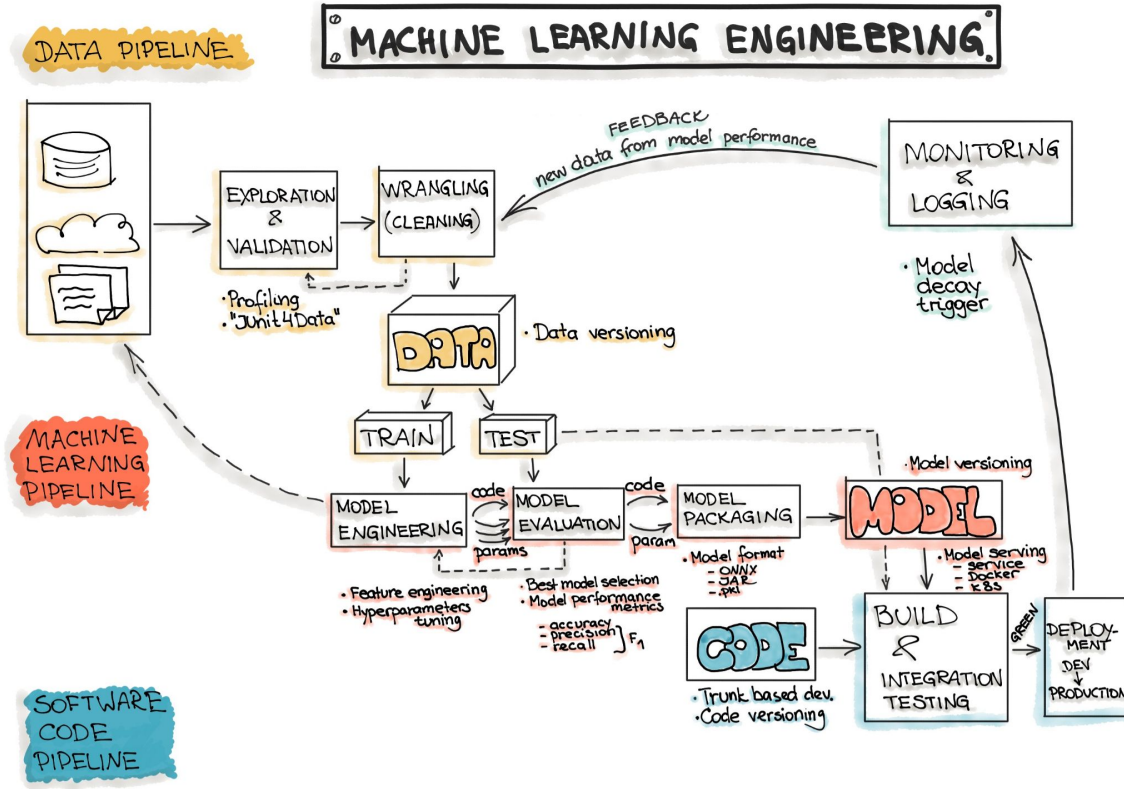 DATA PIPELINE
MACHINE LEARNING ENGINEERING
FEEDBACK
new data from model performance
MONITORING
&
LOGGING
• Model
decay
trigger
EXPLORATION
&
VALIDATION
• Profiling
• "JUnit4Data"
WRANGLING
(CLEANING)
DATA
• Data versioning
TRAIN
TEST
MACHINE
LEARNING
PIPELINE
MODEL
ENGINEERING
• Feature engineering
• Hyperparameters
tuning
code
params
MODEL
EVALUATION
• Best model selection
• Model performance
metrics
- accuracy
- precision
- recall
F1
code
param
MODEL
PACKAGING
• Model format
- ONNX
- JAR
- .pkl
• Model versioning
MODEL
• Model serving
- service
- Docker
- K8S
SOFTWARE
CODE
PIPELINE
CODE
• Trunk based dev.
• Code versioning
BUILD
&
INTEGRATION
TESTING
GREEN
DEPLOY-
MENT
DEV
PRODUCTION